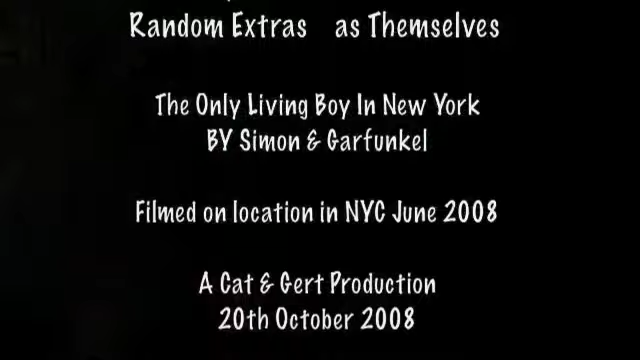 Random Extras as Themselves
The Only Living Boy In New York
BY Simon & Garfunkel
Filmed on location in NYC June 2008
A Cat & Gert Production
20th October 2008